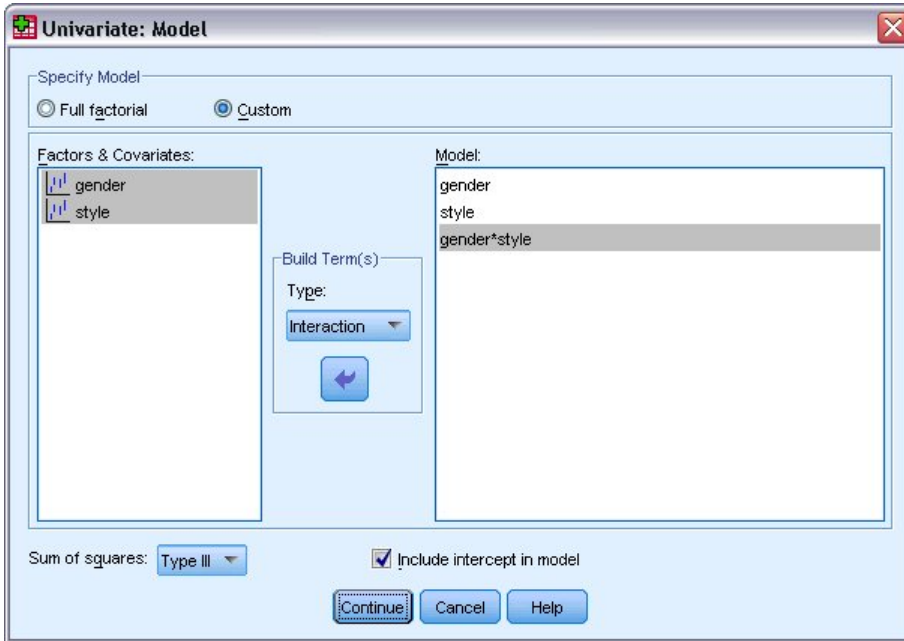 Univariate: Model
Specify Model
Full factorial
Custom
Factors & Covariates:
gender
style
Build Term(s)
Type:
Interaction
Model:
gender
style
gender*style
Sum of squares: Type III
Include intercept in model
Continue Cancel Help